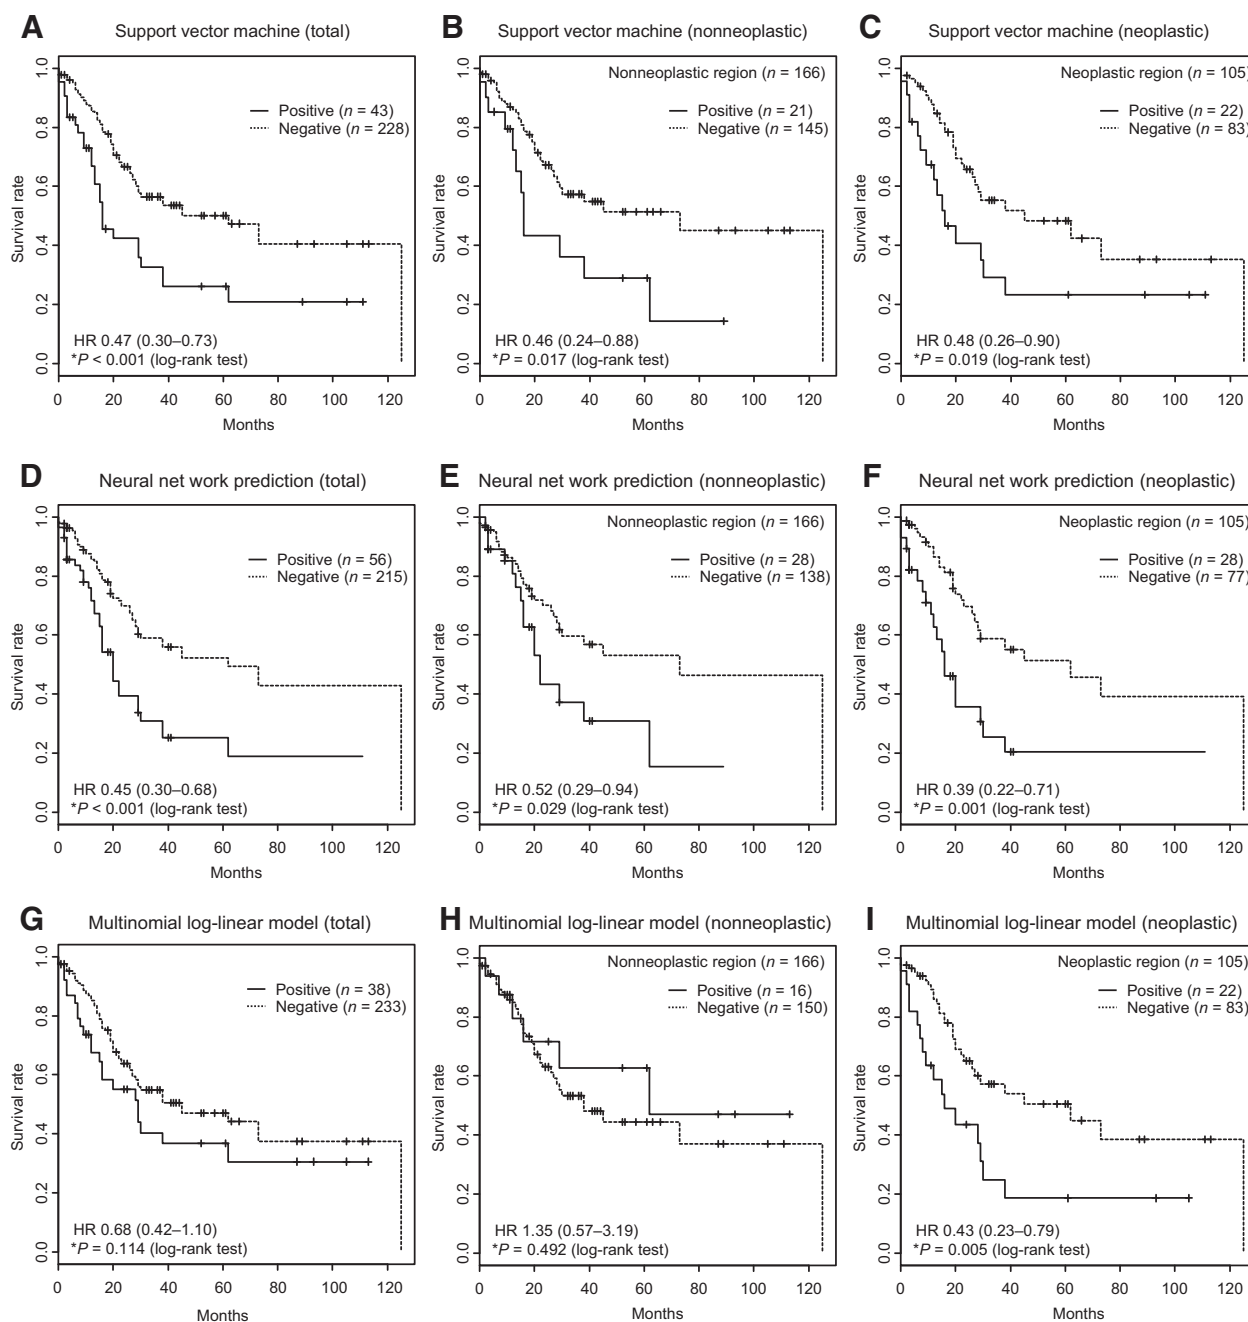 A Support vector machine (total)
Survival rate
1.0
0.8
0.6
0.4
0.2
0.0
Positive (n = 43)
Negative (n = 228)
HR 0.47 (0.30–0.73)
*P < 0.001 (log-rank test)
0 20 40 60 80 100 120
Months
B Support vector machine (nonneoplastic)
Survival rate
1.0
0.8
0.6
0.4
0.2
0.0
Nonneoplastic region (n = 166)
Positive (n = 21)
Negative (n = 145)
HR 0.46 (0.24–0.88)
*P = 0.017 (log-rank test)
0 20 40 60 80 100 120
Months
C Support vector machine (neoplastic)
Survival rate
1.0
0.8
0.6
0.4
0.2
0.0
Neoplastic region (n = 105)
Positive (n = 22)
Negative (n = 83)
HR 0.48 (0.26–0.90)
*P = 0.019 (log-rank test)
0 20 40 60 80 100 120
Months
D Neural net work prediction (total)
Survival rate
1.0
0.8
0.6
0.4
0.2
0.0
Positive (n = 56)
Negative (n = 215)
HR 0.45 (0.30–0.68)
*P < 0.001 (log-rank test)
0 20 40 60 80 100 120
Months
E Neural net work prediction (nonneoplastic)
Survival rate
1.0
0.8
0.6
0.4
0.2
0.0
Nonneoplastic region (n = 166)
Positive (n = 28)
Negative (n = 138)
HR 0.52 (0.29–0.94)
*P = 0.029 (log-rank test)
0 20 40 60 80 100 120
Months
F Neural net work prediction (neoplastic)
Survival rate
1.0
0.8
0.6
0.4
0.2
0.0
Neoplastic region (n = 105)
Positive (n = 28)
Negative (n = 77)
HR 0.39 (0.22–0.71)
*P = 0.001 (log-rank test)
0 20 40 60 80 100 120
Months
G Multinomial log-linear model (total)
Survival rate
1.0
0.8
0.6
0.4
0.2
0.0
Positive (n = 38)
Negative (n = 233)
HR 0.68 (0.42–1.10)
*P = 0.114 (log-rank test)
0 20 40 60 80 100 120
Months
H Multinomial log-linear model (nonneoplastic)
Survival rate
1.0
0.8
0.6
0.4
0.2
0.0
Nonneoplastic region (n = 166)
Positive (n = 16)
Negative (n = 150)
HR 1.35 (0.57–3.19)
*P = 0.492 (log-rank test)
0 20 40 60 80 100 120
Months
I Multinomial log-linear model (neoplastic)
Survival rate
1.0
0.8
0.6
0.4
0.2
0.0
Neoplastic region (n = 105)
Positive (n = 22)
Negative (n = 83)
HR 0.43 (0.23–0.79)
*P = 0.005 (log-rank test)
0 20 40 60 80 100 120
Months